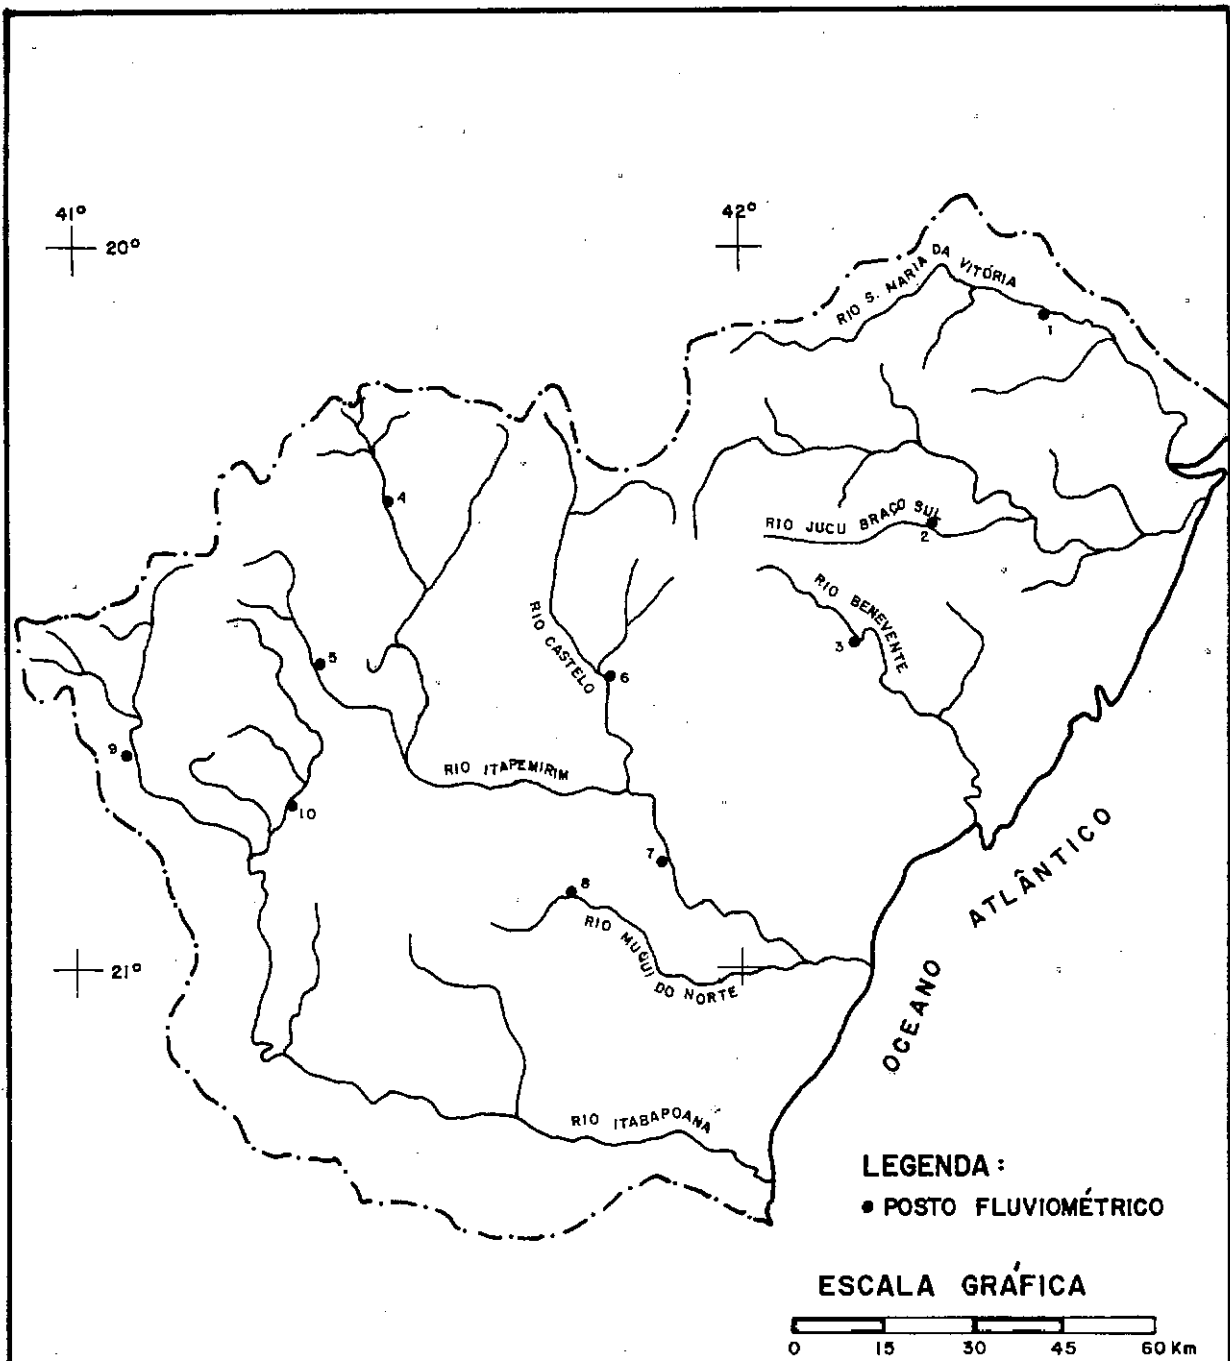 41°
42°
20°
RIO S. MARIA DA VITÓRIA
1
4
RIO JUCU BRAÇO SUL
2
RIO BENEVENTE
3
RIO CASTELO
5
6
9
RIO ITAPEMIRIM
10
7
8
RIO MUQUI DO NORTE
21°
OCEANO ATLÂNTICO
RIO ITABAPOANA
LEGENDA:
POSTO FLUVIOMÉTRICO
ESCALA GRÁFICA
0 15 30 45 60 Km